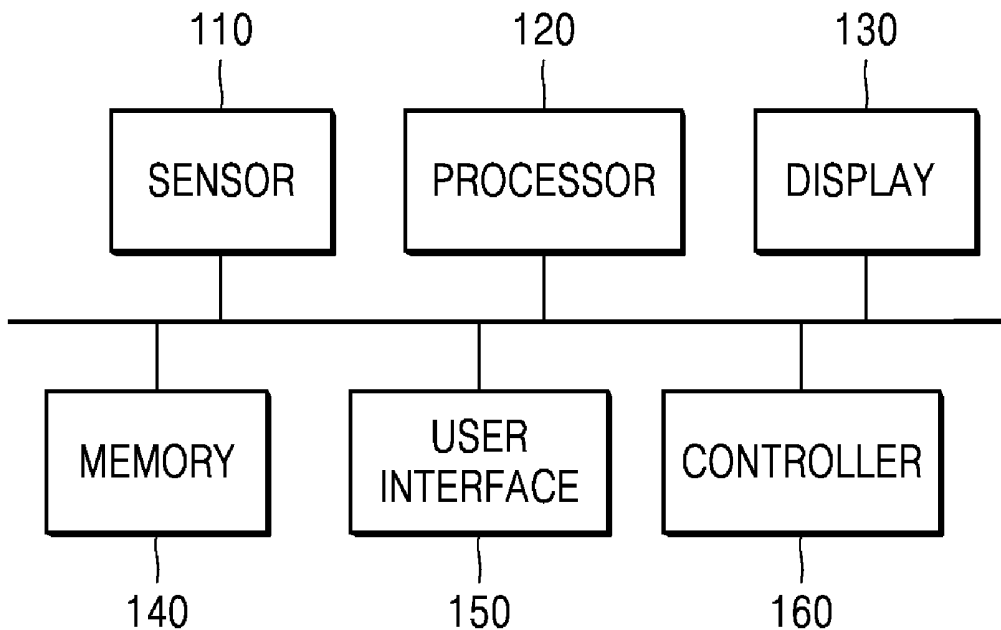 110
120
130
SENSOR
PROCESSOR
DISPLAY
MEMORY
USER
INTERFACE
CONTROLLER
140
150
160